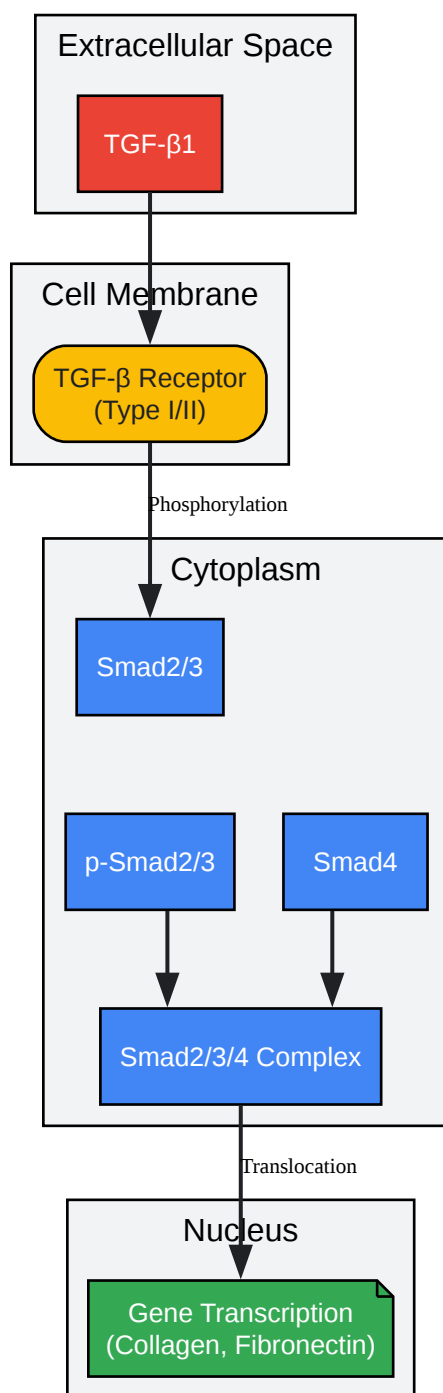 Extracellular Space
TGF-β1
Cell Membrane
TGF-β Receptor
(Type I/II)
Phosphorylation
Cytoplasm
Smad2/3
p-Smad2/3
Smad4
Smad2/3/4 Complex
Translocation
Nucleus
Gene Transcription
(Collagen, Fibronectin)